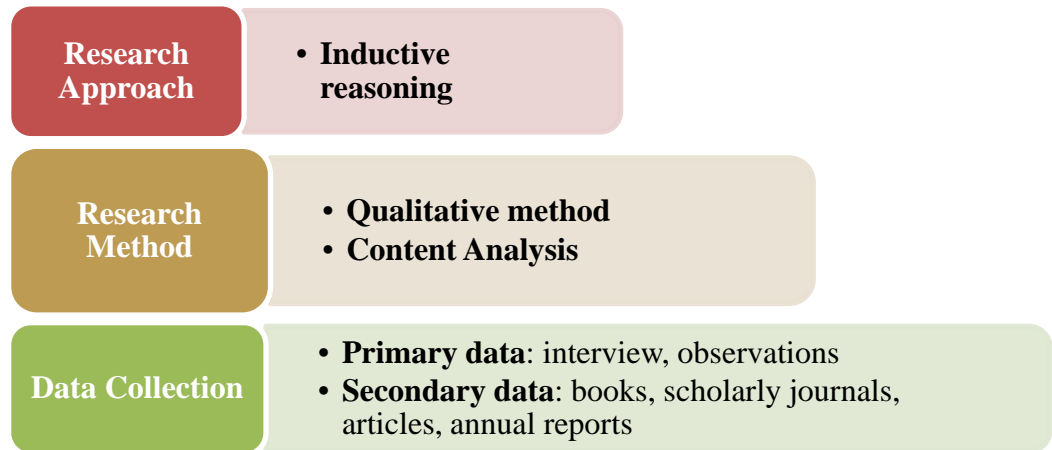 Research
Approach
• Inductive
reasoning
Research
Method
• Qualitative method
• Content Analysis
Data Collection
• Primary data: interview, observations
• Secondary data: books, scholarly journals,
articles, annual reports